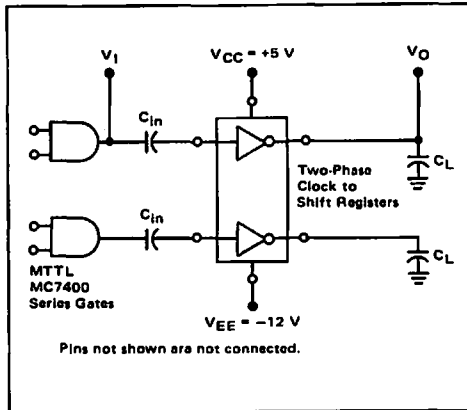 V₁
VCC = +5 V
VO
Cin
CL
Two-Phase
Clock to
Shift Registers
Cin
CL
MTTL
MC7400
Series Gates
VEE = −12 V
Pins not shown are not connected.